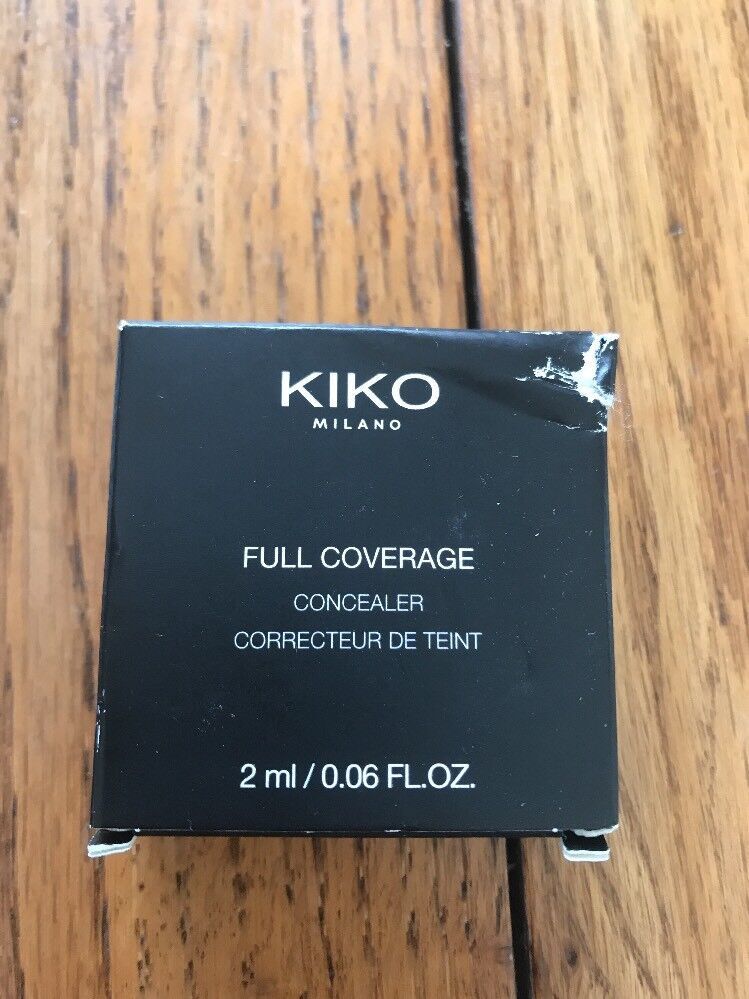 KIKO
MILANO
FULL COVERAGE
CONCEALER
CORRECTEUR DE TEINT
2 ml / 0.06 FL.OZ.